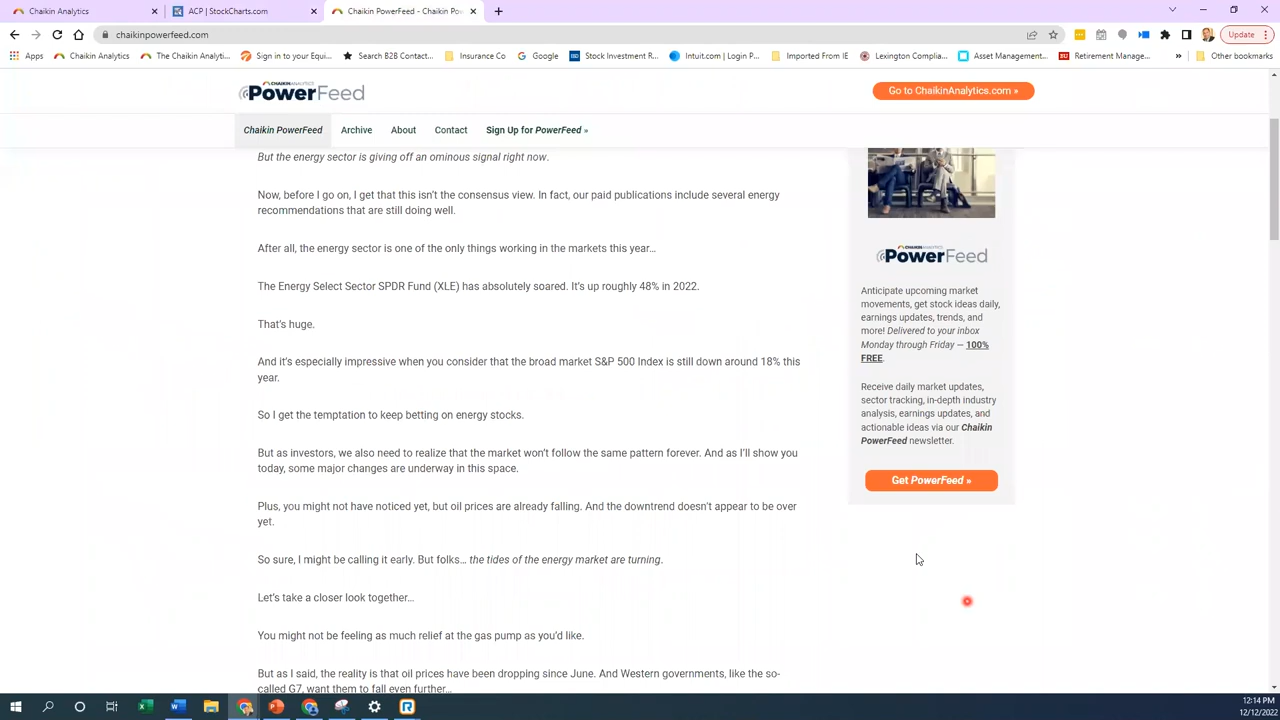 Chaikin Analytics
ACP | StockCharts.com
Chaikin PowerFeed - Chaikin Pow
chaikinpowerfeed.com
Update
Apps
Chaikin Analytics
The Chaikin Analyti...
Sign in to your Equi...
Search B2B Contact...
Insurance Co
Google
Stock Investment R...
Intuit.com | Login P...
Imported From IE
Lexington Complia...
Asset Management...
Retirement Manage...
»
Other bookmarks
CHAIKIN ANALYTICS
PowerFeed
Go to ChaikinAnalytics.com »
Chaikin PowerFeed
Archive
About
Contact
Sign Up for PowerFeed »
But the energy sector is giving off an ominous signal right now.
Now, before I go on, I get that this isn't the consensus view. In fact, our paid publications include several energy
recommendations that are still doing well.
After all, the energy sector is one of the only things working in the markets this year…
The Energy Select Sector SPDR Fund (XLE) has absolutely soared. It's up roughly 48% in 2022.
That's huge.
And it's especially impressive when you consider that the broad market S&P 500 Index is still down around 18% this
year.
So I get the temptation to keep betting on energy stocks.
But as investors, we also need to realize that the market won't follow the same pattern forever. And as I'll show you
today, some major changes are underway in this space.
Plus, you might not have noticed yet, but oil prices are already falling. And the downtrend doesn't appear to be over
yet.
So sure, I might be calling it early. But folks… the tides of the energy market are turning.
Let's take a closer look together…
You might not be feeling as much relief at the gas pump as you'd like.
But as I said, the reality is that oil prices have been dropping since June. And Western governments, like the so-
called G7, want them to fall even further…
CHAIKIN ANALYTICS
PowerFeed
Anticipate upcoming market
movements, get stock ideas daily,
earnings updates, trends, and
more! Delivered to your inbox
Monday through Friday — 100%
FREE.
Receive daily market updates,
sector tracking, in-depth industry
analysis, earnings updates, and
actionable ideas via our Chaikin
PowerFeed newsletter.
Get PowerFeed »
12:14 PM
12/12/2022